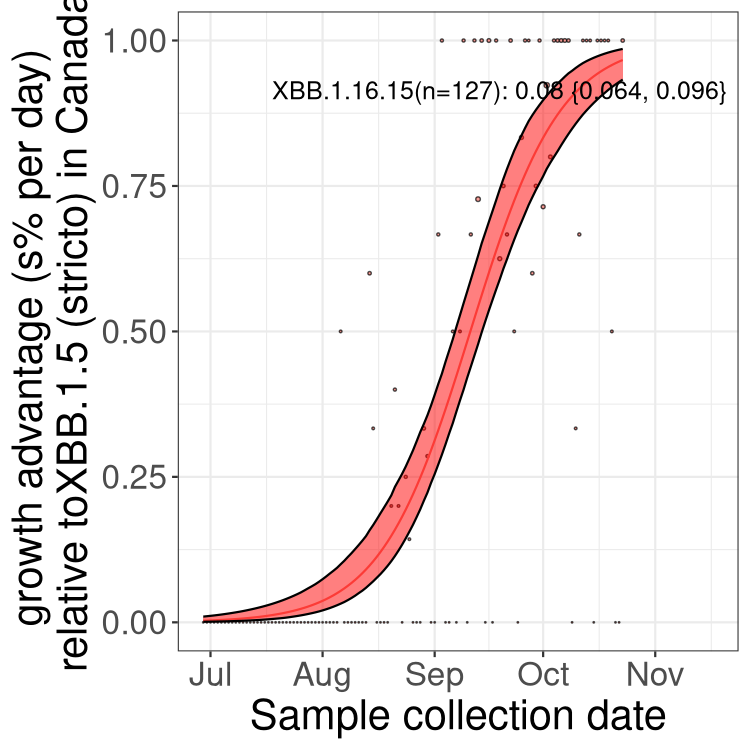 growth advantage (s% per day)
relative toXBB.1.5 (stricto) in Canada
1.00
0.75
0.50
0.25
0.00
XBB.1.16.15(n=127): 0.08 {0.064, 0.096}
Jul Aug Sep Oct Nov
Sample collection date